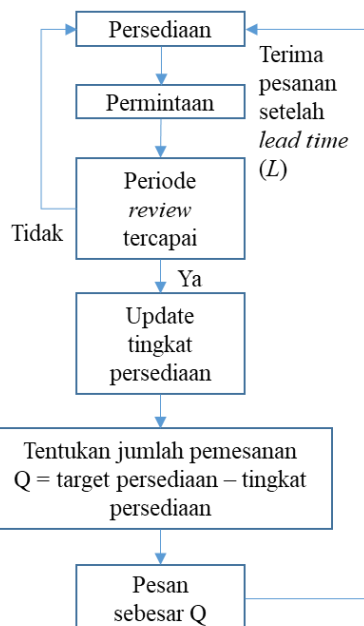 Persediaan
Terima
pesanan
setelah
lead time
(L)
Permintaan
Periode
review
tercapai
Tidak
Ya
Update
tingkat
persediaan
Tentukan jumlah pemesanan
Q = target persediaan – tingkat
persediaan
Pesan
sebesar Q